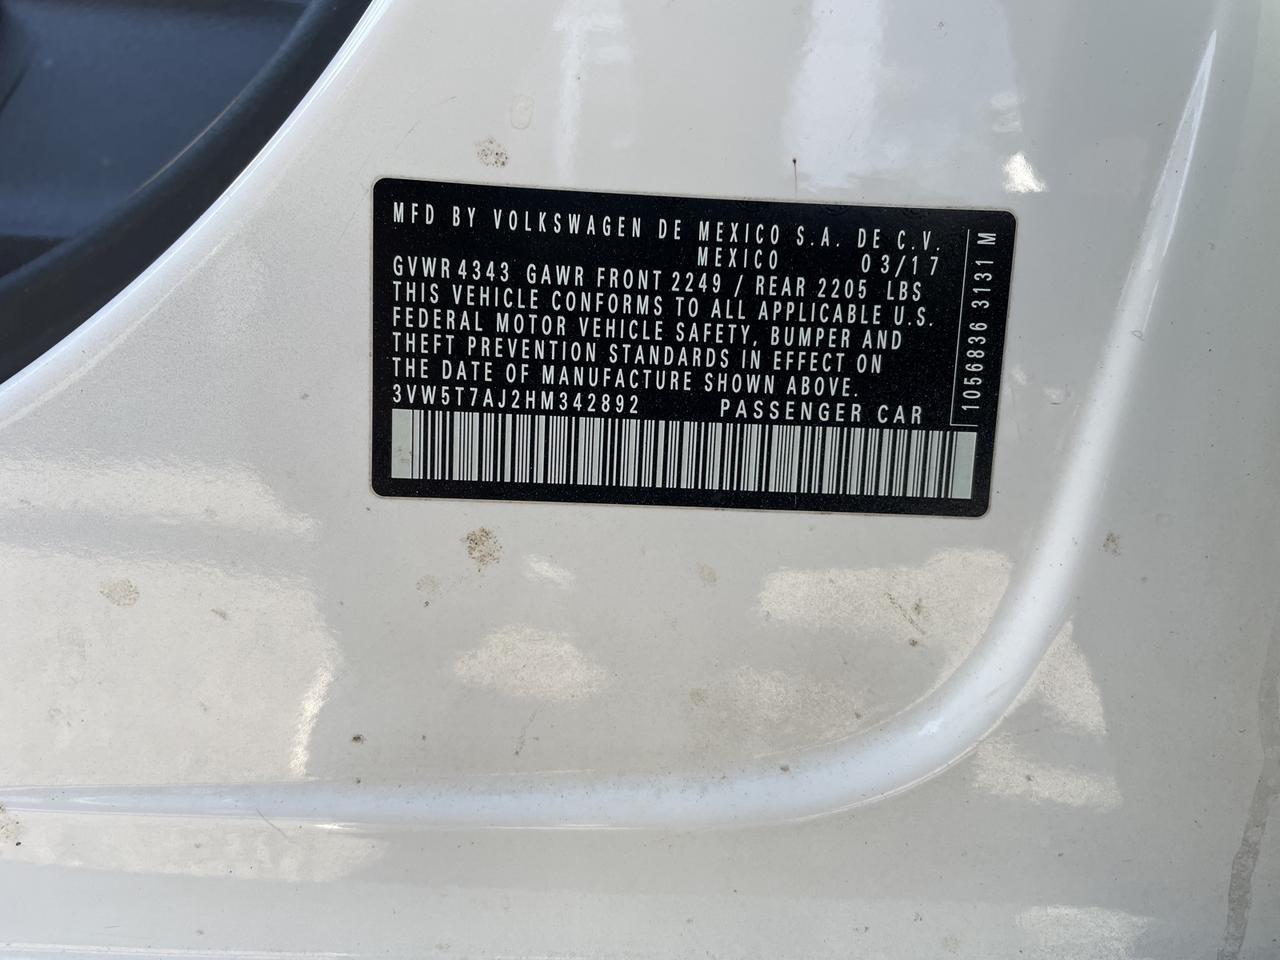 MFD BY VOLKSWAGEN DE MEXICO S.A. DE C.V.
MEXICO 03/17
GVWR 4343 GAWR FRONT 2249 / REAR 2205 LBS
THIS VEHICLE CONFORMS TO ALL APPLICABLE U.S.
FEDERAL MOTOR VEHICLE SAFETY, BUMPER AND
THEFT PREVENTION STANDARDS IN EFFECT ON
THE DATE OF MANUFACTURE SHOWN ABOVE.
3VW5T7AJ2HM342892 PASSENGER CAR
1056836 3131 M